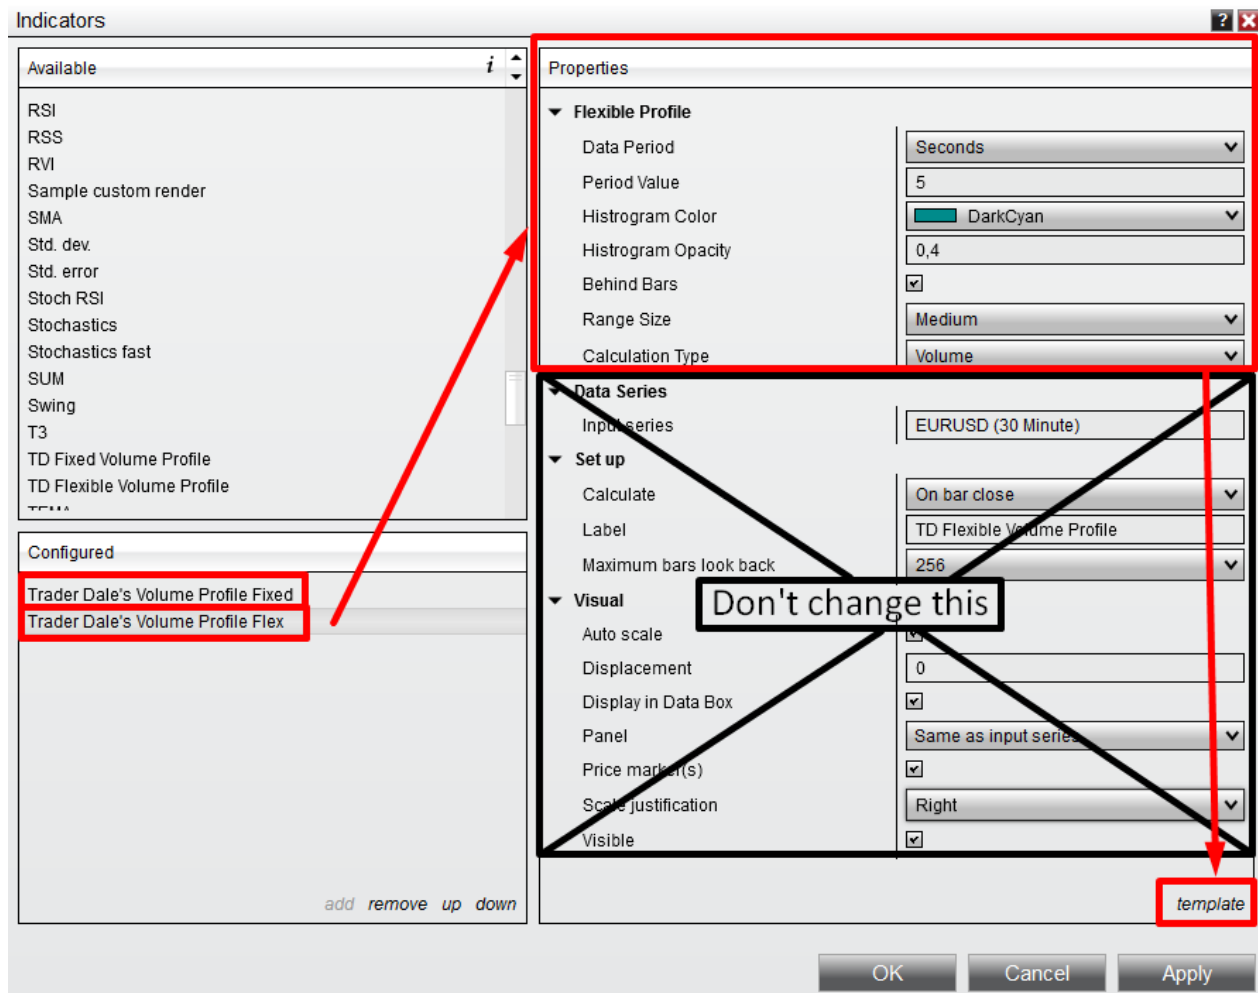 Indicators
?
Available
i
RSI
RSS
RVI
Sample custom render
SMA
Std. dev.
Std. error
Stoch RSI
Stochastics
Stochastics fast
SUM
Swing
T3
TD Fixed Volume Profile
TD Flexible Volume Profile
TEMA
Configured
Trader Dale's Volume Profile Fixed
Trader Dale's Volume Profile Flex
add remove up down
Properties
Flexible Profile
Data Period Seconds
Period Value 5
Histrogram Color DarkCyan
Histrogram Opacity 0,4
Behind Bars
Range Size Medium
Calculation Type Volume
Data Series
Input series EURUSD (30 Minute)
Set up
Calculate On bar close
Label TD Flexible Volume Profile
Maximum bars look back 256
Visual
Don't change this
Auto scale
Displacement 0
Display in Data Box
Panel Same as input series
Price marker(s)
Scale justification Right
Visible
template
OK Cancel Apply